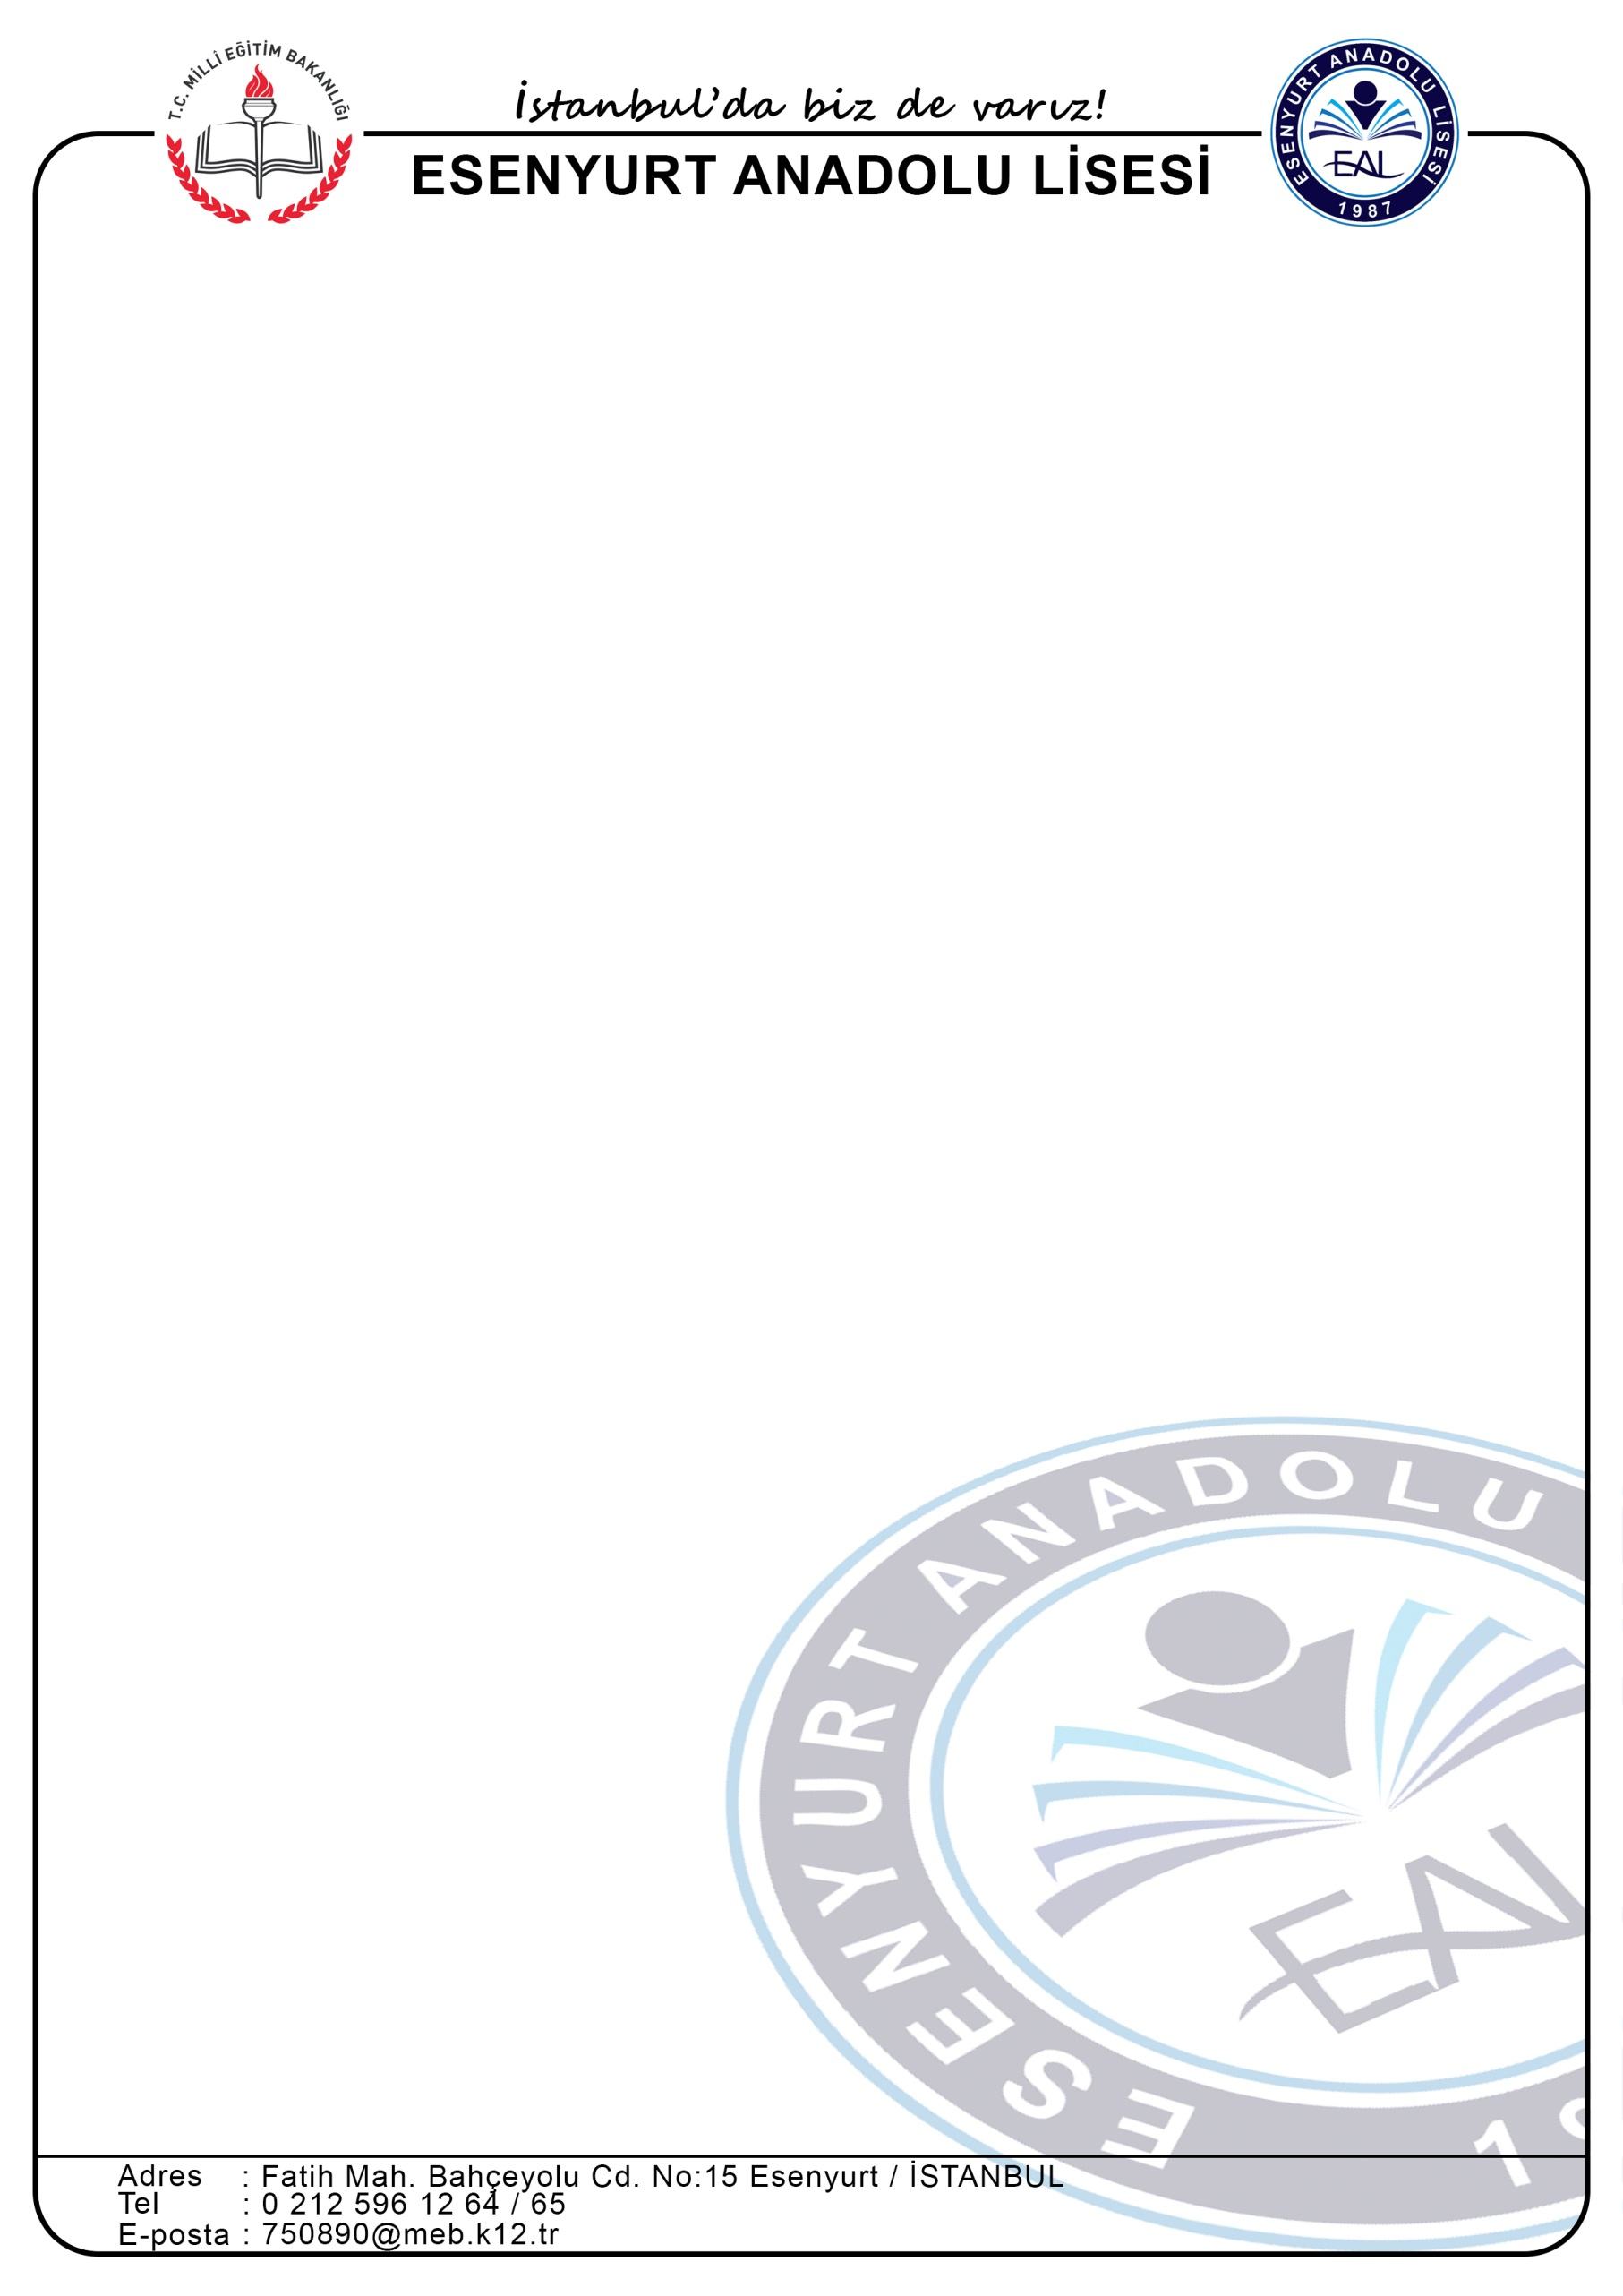 T.C. MİLLÎ EĞİTİM BAKANLIĞI
İstanbul'da biz de varız!
ESENYURT ANADOLU LİSESİ
ESENYURT ANADOLU LİSESİ
EAL
1987
ESENYURT ANADOLU
Adres : Fatih Mah. Bahçeyolu Cd. No:15 Esenyurt / İSTANBUL
Tel : 0 212 596 12 64 / 65
E-posta : 750890@meb.k12.tr